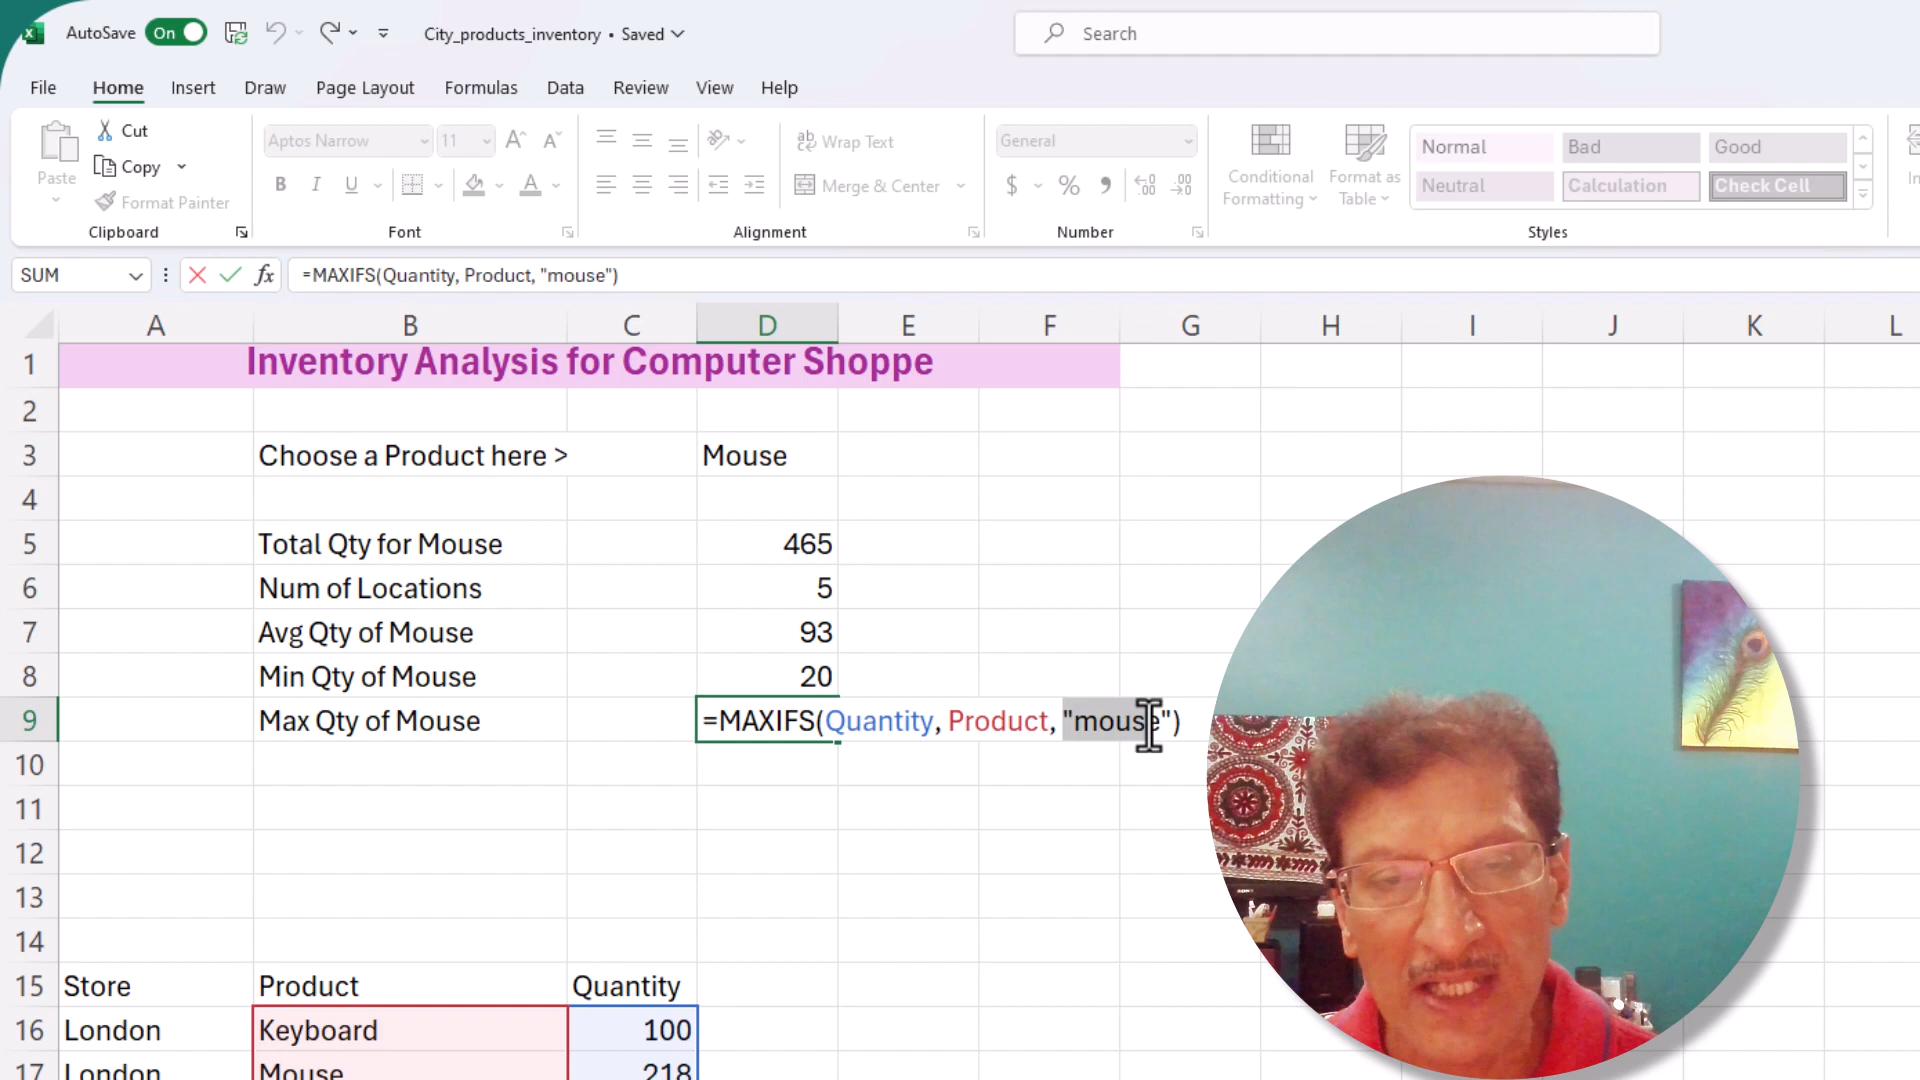 AutoSave On City_products_inventory • Saved Search
File Home Insert Draw Page Layout Formulas Data Review View Help
Paste Cut Copy Format Painter
Aptos Narrow 11
B I U A
Wrap Text
Merge & Center
General
$ % 9
Conditional Formatting
Format as Table
Normal Bad Good
Neutral Calculation Check Cell
Clipboard Font Alignment Number Styles
SUM fx =MAXIFS(Quantity, Product, "mouse")
A B C D E F G H I J K L
1 Inventory Analysis for Computer Shoppe
2
3 Choose a Product here > Mouse
4
5 Total Qty for Mouse 465
6 Num of Locations 5
7 Avg Qty of Mouse 93
8 Min Qty of Mouse 20
9 Max Qty of Mouse =MAXIFS(Quantity, Product, "mouse")
10
11
12
13
14
15 Store Product Quantity
16 London Keyboard 100
17 London Mouse 218